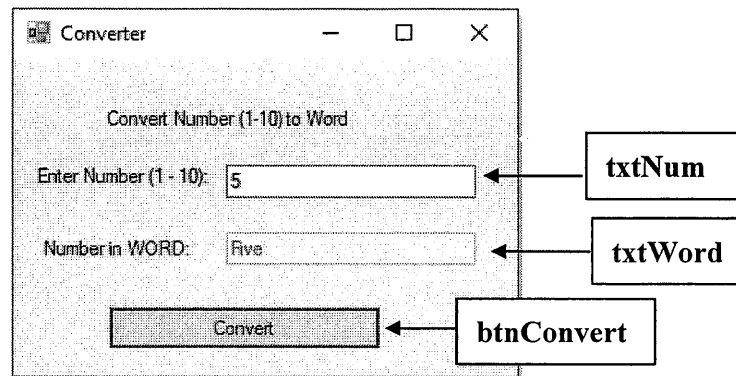 Converter
Convert Number (1-10) to Word
Enter Number (1 - 10): 5
txtNum
Number in WORD: Five
txtWord
Convert
btnConvert